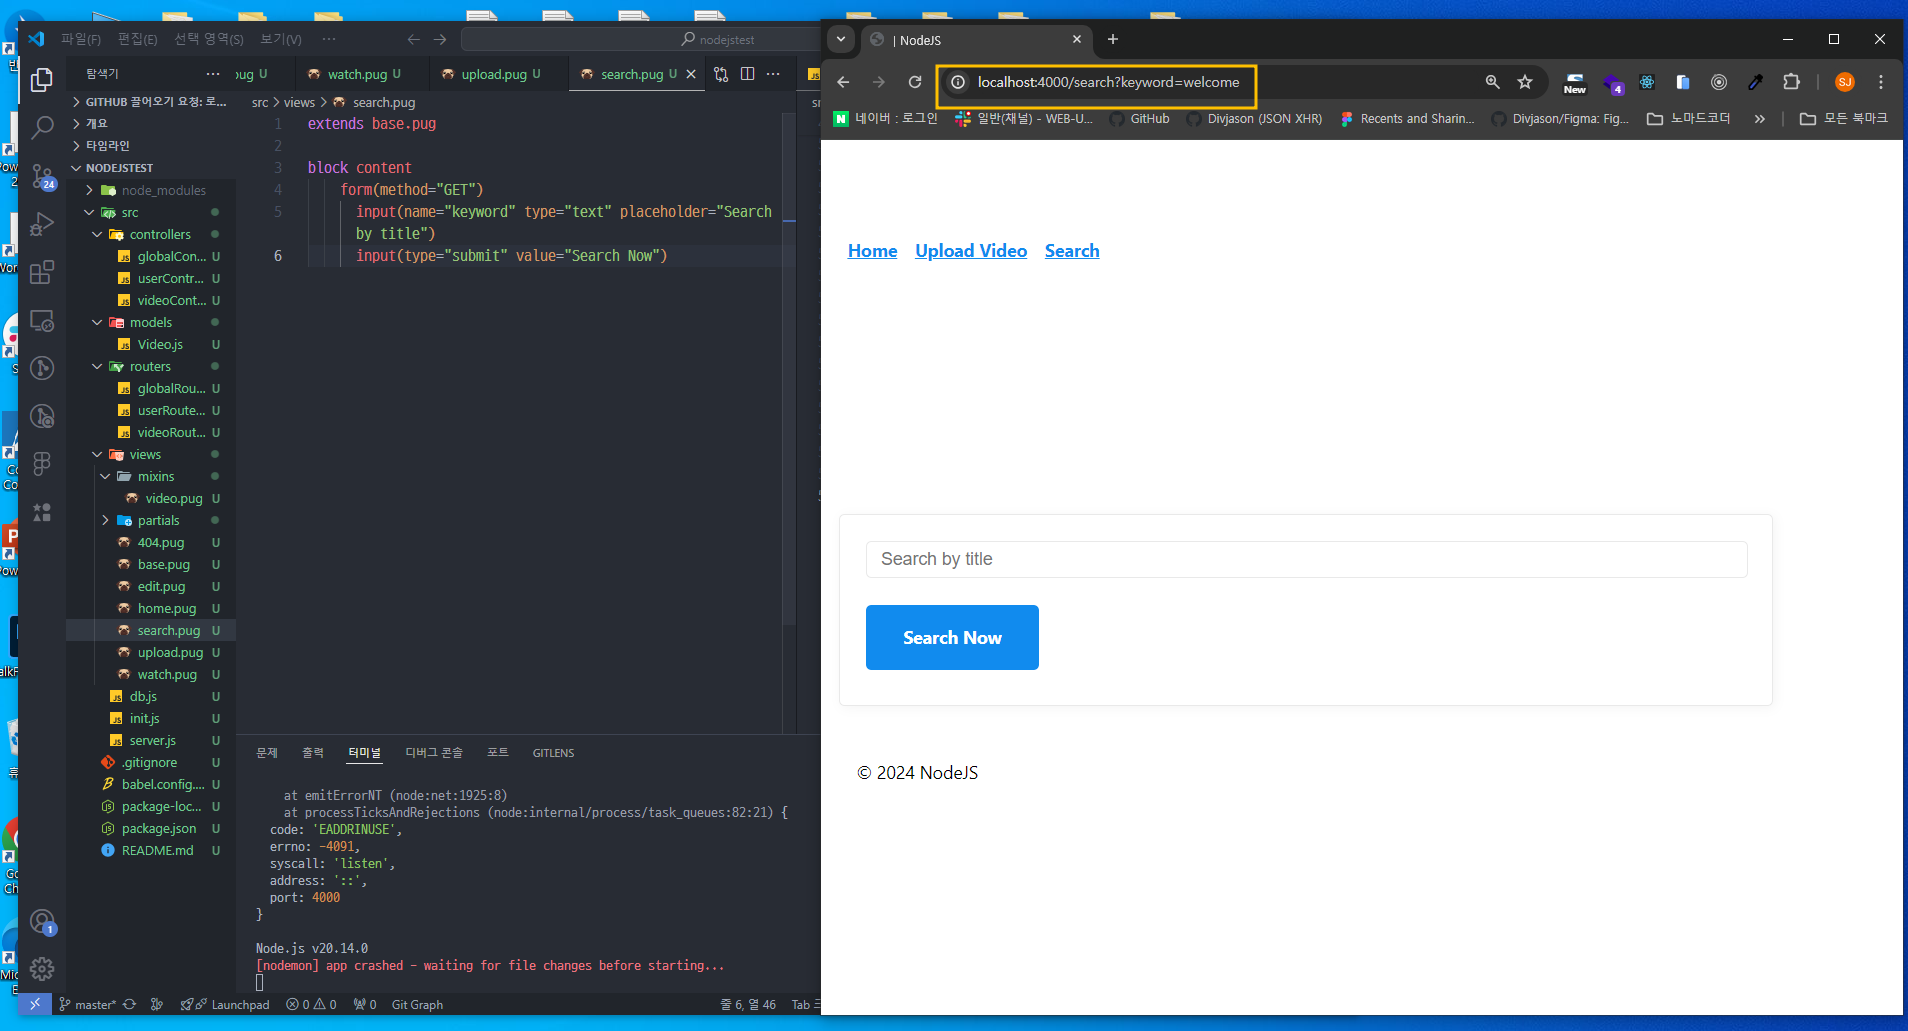 파일(F) 편집(E) 선택 영역(S) 보기(V) ··· nodejstest
탐색기 ···
GITHUB 끌어오기 요청: 로...
개요
타임라인
NODEJSTEST
node_modules
src
controllers
globalCon... U
userContr... U
videoCont... U
models
Video.js U
routers
globalRou... U
userRoute... U
videoRout... U
views
mixins
video.pug U
partials
404.pug U
base.pug U
edit.pug U
home.pug U
search.pug U
upload.pug U
watch.pug U
db.js U
init.js U
server.js U
.gitignore U
babel.config.... U
package-loc... U
package.json U
README.md U
24
1
pug U watch.pug U upload.pug U search.pug U ···
src > views > search.pug
1 extends base.pug
2
3 block content
4 form(method="GET")
5 input(name="keyword" type="text" placeholder="Search
by title")
6 input(type="submit" value="Search Now")
문제 출력 터미널 디버그 콘솔 포트 GITLENS
at emitErrorNT (node:net:1925:8)
at processTicksAndRejections (node:internal/process/task_queues:82:21) {
code: 'EADDRINUSE',
errno: -4091,
syscall: 'listen',
address: '::',
port: 4000
}
Node.js v20.14.0
[nodemon] app crashed - waiting for file changes before starting...
master* Launchpad 0 0 0 Git Graph 줄 6, 열 46 Tab
| NodeJS
localhost:4000/search?keyword=welcome
New 4 SJ
네이버 : 로그인 일반(채널) - WEB-U... GitHub Divjason (JSON XHR) Recents and Sharin... Divjason/Figma: Fig... 노마드코더 » 모든 북마크
Home Upload Video Search
Search by title
Search Now
© 2024 NodeJS